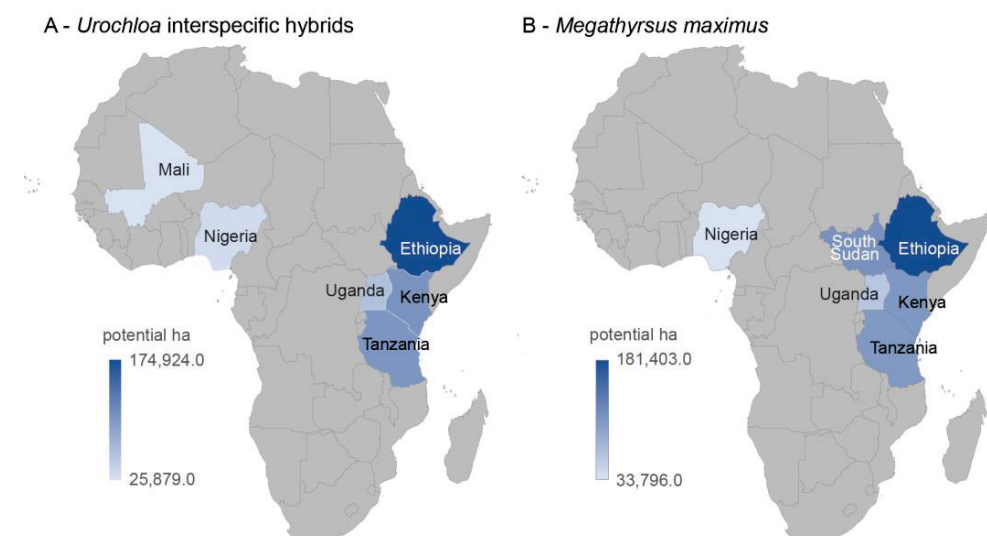 A - Urochloa interspecific hybrids
Mali
Nigeria
Ethiopia
Uganda
Kenya
Tanzania
potential ha
174,924.0
25,879.0
B - Megathyrsus maximus
Nigeria
South
Sudan
Ethiopia
Uganda
Kenya
Tanzania
potential ha
181,403.0
33,796.0